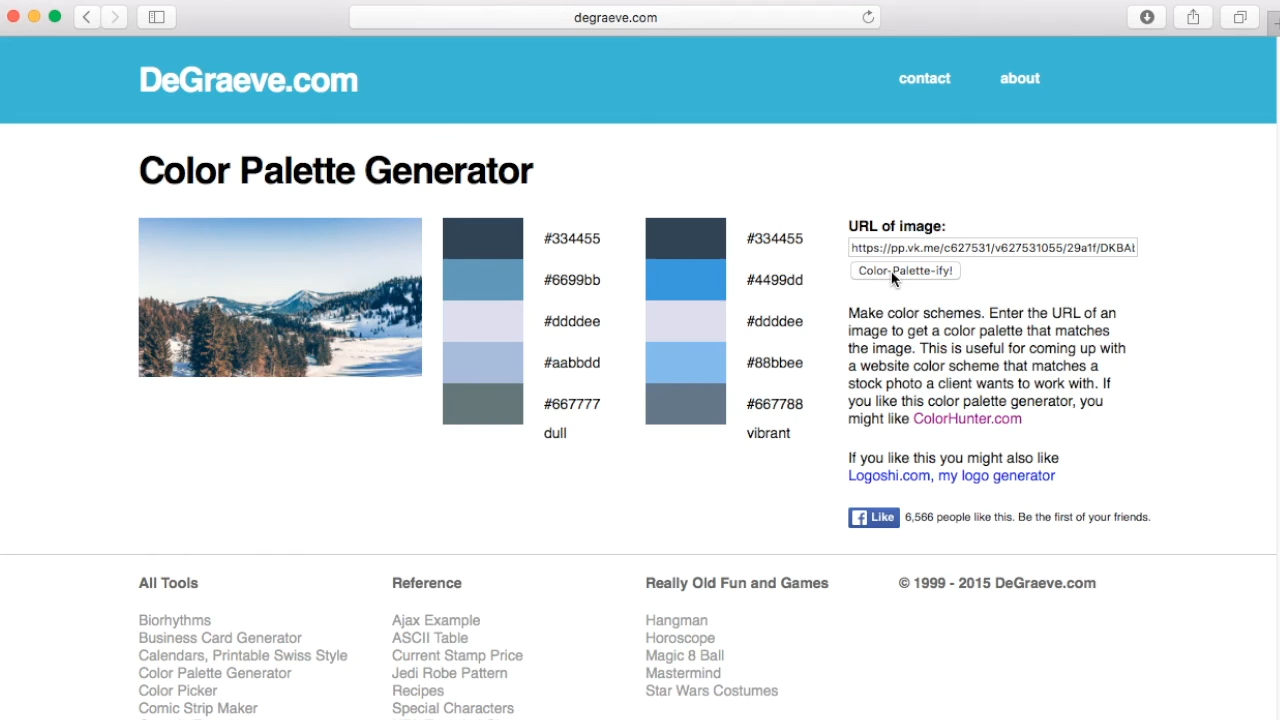 degraeve.com
DeGraeve.com
contact
about
Color Palette Generator
#334455
#6699bb
#ddddee
#aabbdd
#667777
dull
#334455
#4499dd
#ddddee
#88bbee
#667788
vibrant
URL of image:
https://pp.vk.me/c627531/v627531055/29a1f/DKBAb
Color-Palette-ify!
Make color schemes. Enter the URL of an
image to get a color palette that matches
the image. This is useful for coming up with
a website color scheme that matches a
stock photo a client wants to work with. If
you like this color palette generator, you
might like ColorHunter.com
If you like this you might also like
Logoshi.com, my logo generator
Like
6,566 people like this. Be the first of your friends.
All Tools
Biorhythms
Business Card Generator
Calendars, Printable Swiss Style
Color Palette Generator
Color Picker
Comic Strip Maker
Reference
Ajax Example
ASCII Table
Current Stamp Price
Jedi Robe Pattern
Recipes
Special Characters
Really Old Fun and Games
Hangman
Horoscope
Magic 8 Ball
Mastermind
Star Wars Costumes
© 1999 - 2015 DeGraeve.com